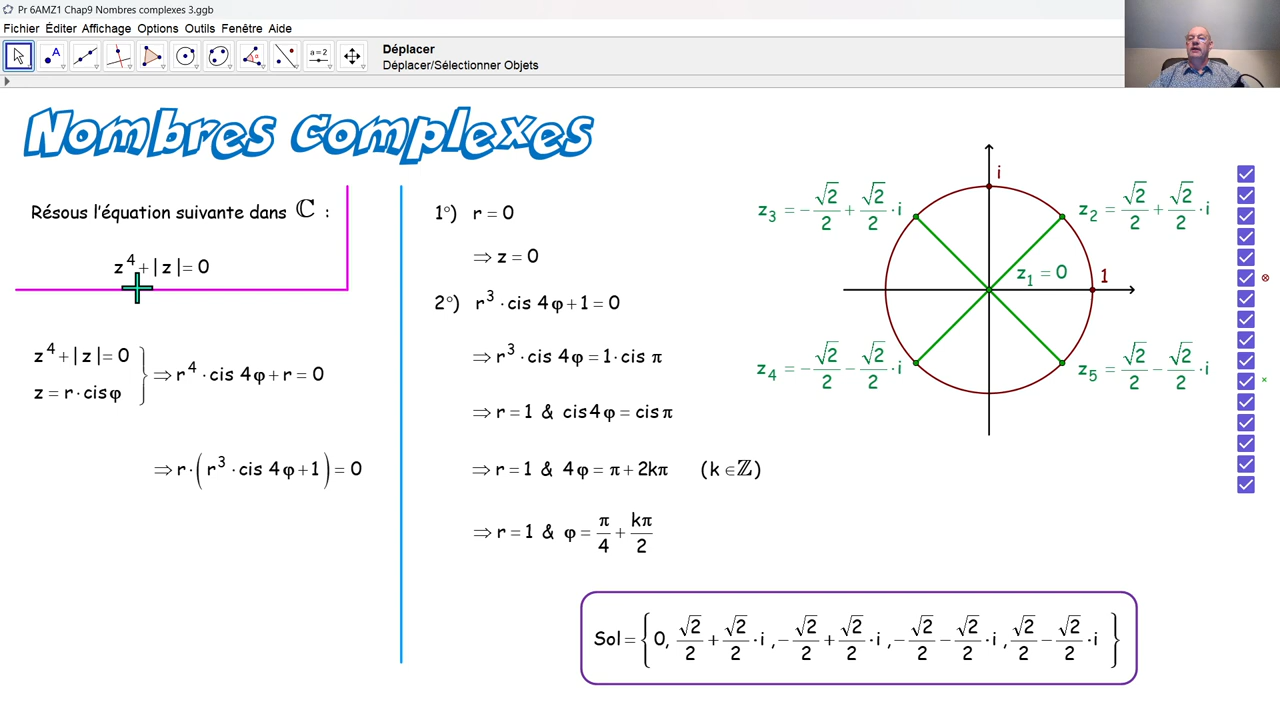 Pr 6AMZ1 Chap9 Nombres complexes 3.ggb
Fichier Éditer Affichage Options Outils Fenêtre Aide
A
a=2
Déplacer
Déplacer/Sélectionner Objets
Nombres complexes
Résous l'équation suivante dans ℂ :
z⁴+|z|=0
z⁴+|z|=0
z=r·cisφ
⇒r⁴·cis 4φ+r=0
⇒r·(r³·cis 4φ+1)=0
1°) r=0
⇒z=0
2°) r³·cis 4φ+1=0
⇒r³·cis 4φ=1·cis π
⇒r=1 & cis4φ=cisπ
⇒r=1 & 4φ=π+2kπ (k∈ℤ)
⇒r=1 & φ=π/4+kπ/2
i
z₃=-√2/2+√2/2·i
z₂=√2/2+√2/2·i
z₁=0
1
z₄=-√2/2-√2/2·i
z₅=√2/2-√2/2·i
Sol={0, √2/2+√2/2·i ,-√2/2+√2/2·i ,-√2/2-√2/2·i ,√2/2-√2/2·i }